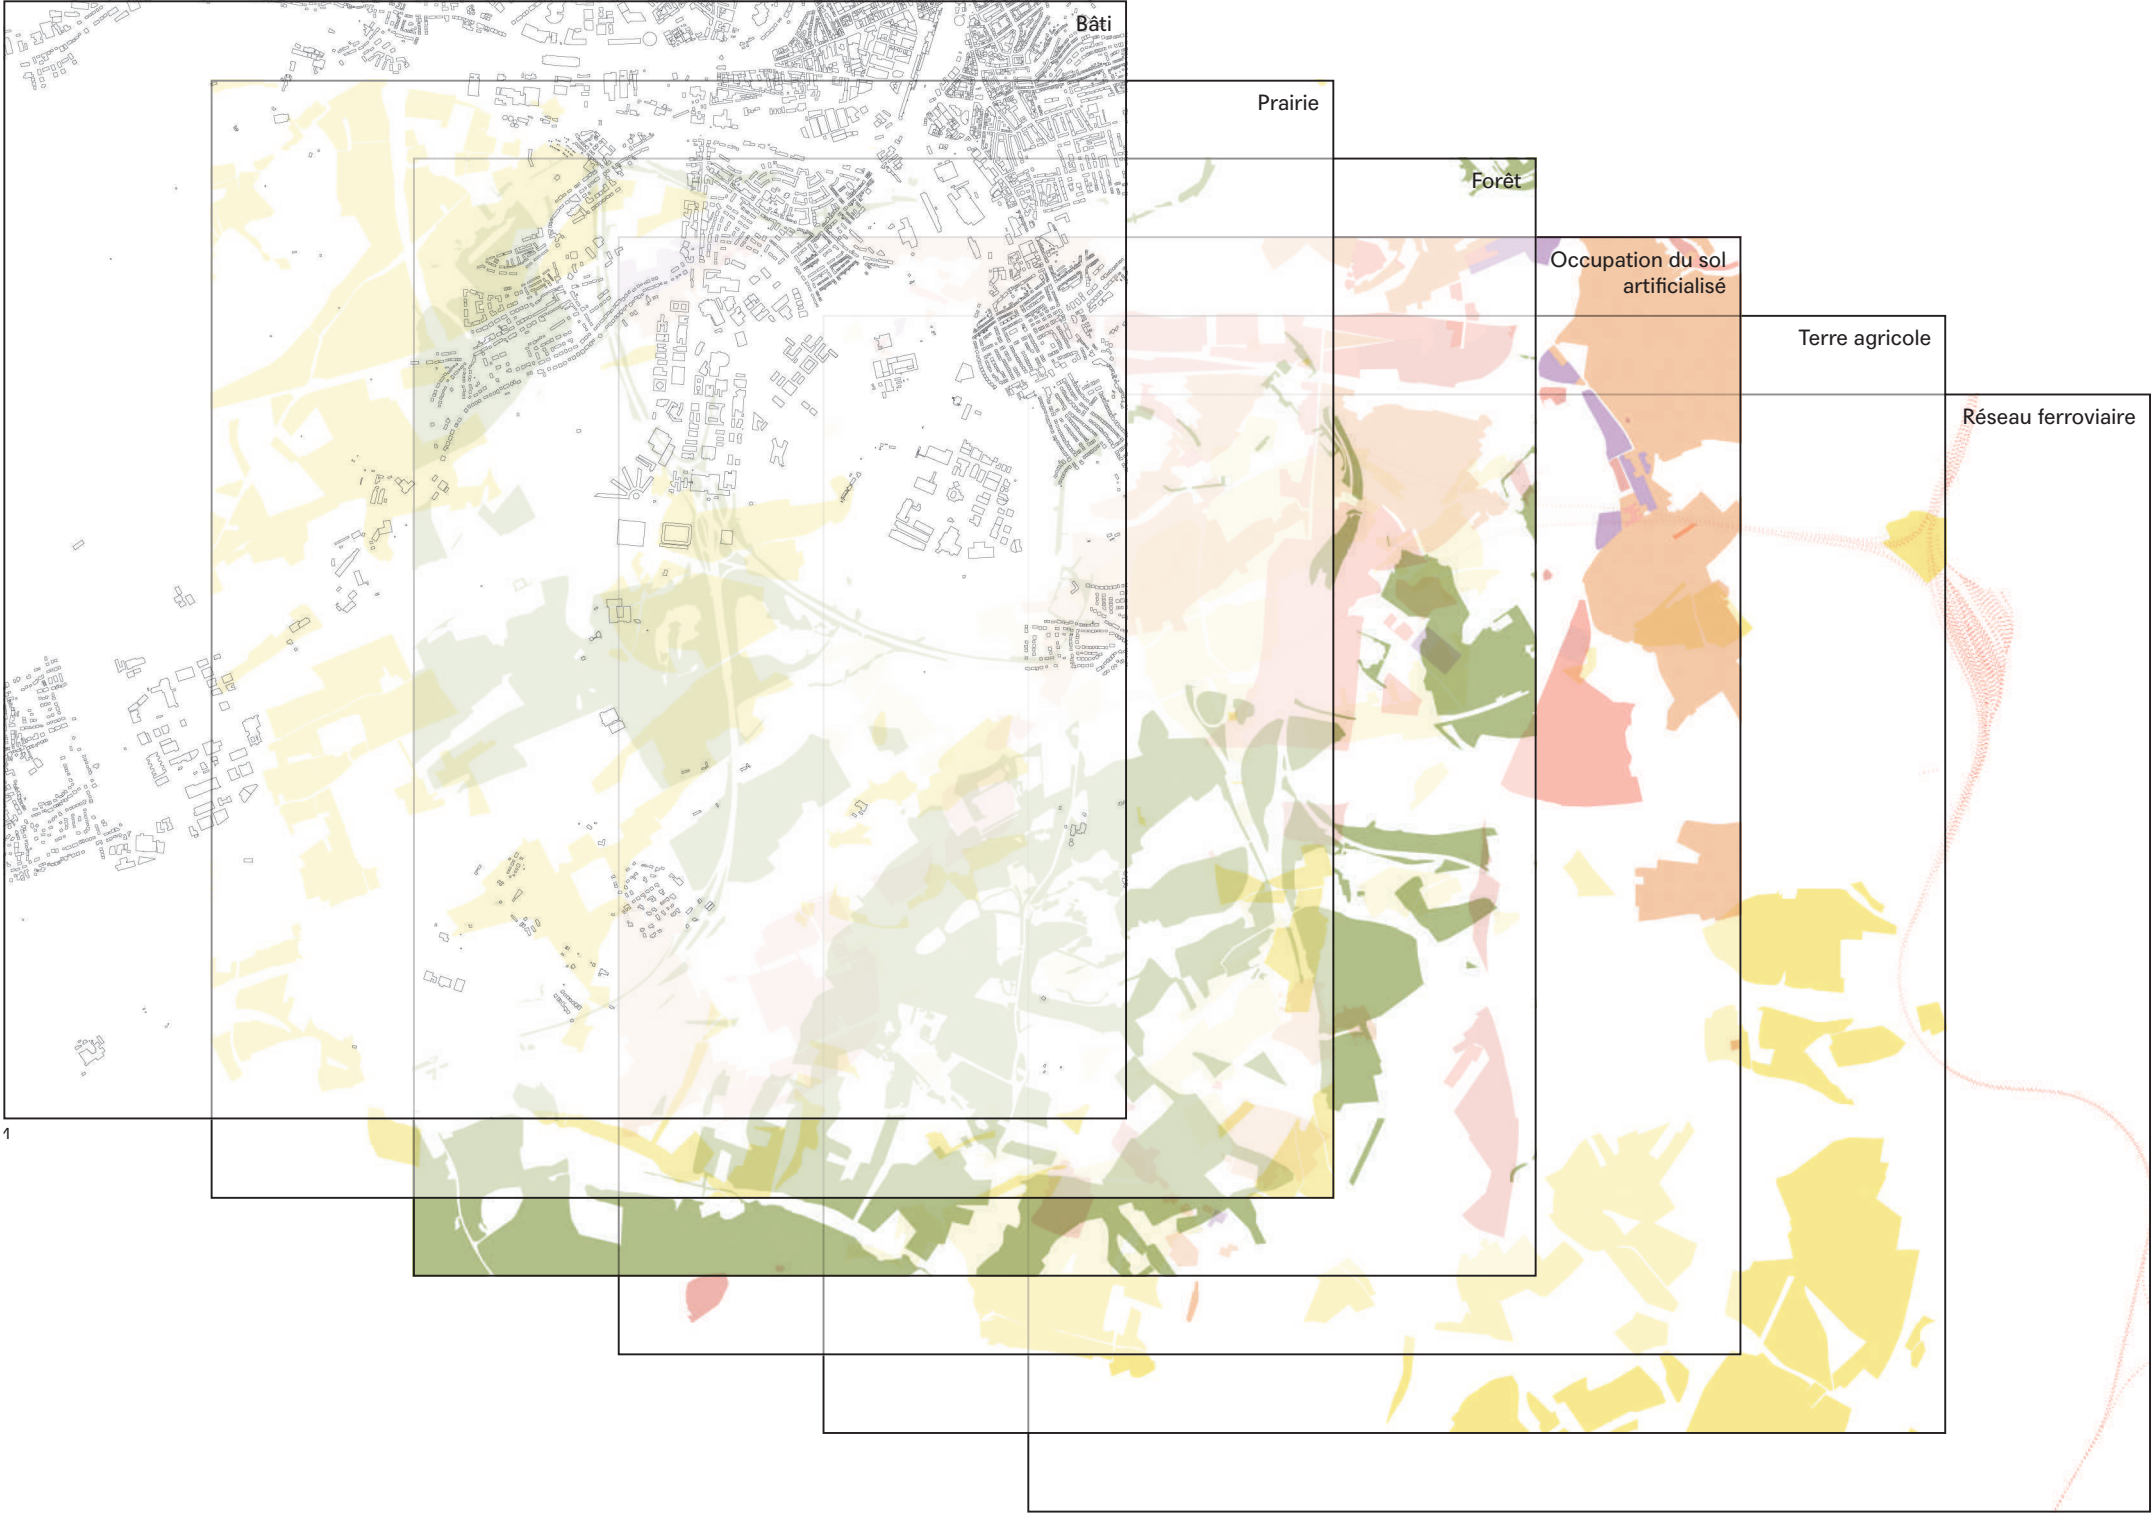 Bâti
Prairie
Forêt
Occupation du sol
artificialisé
Terre agricole
Réseau ferroviaire
1